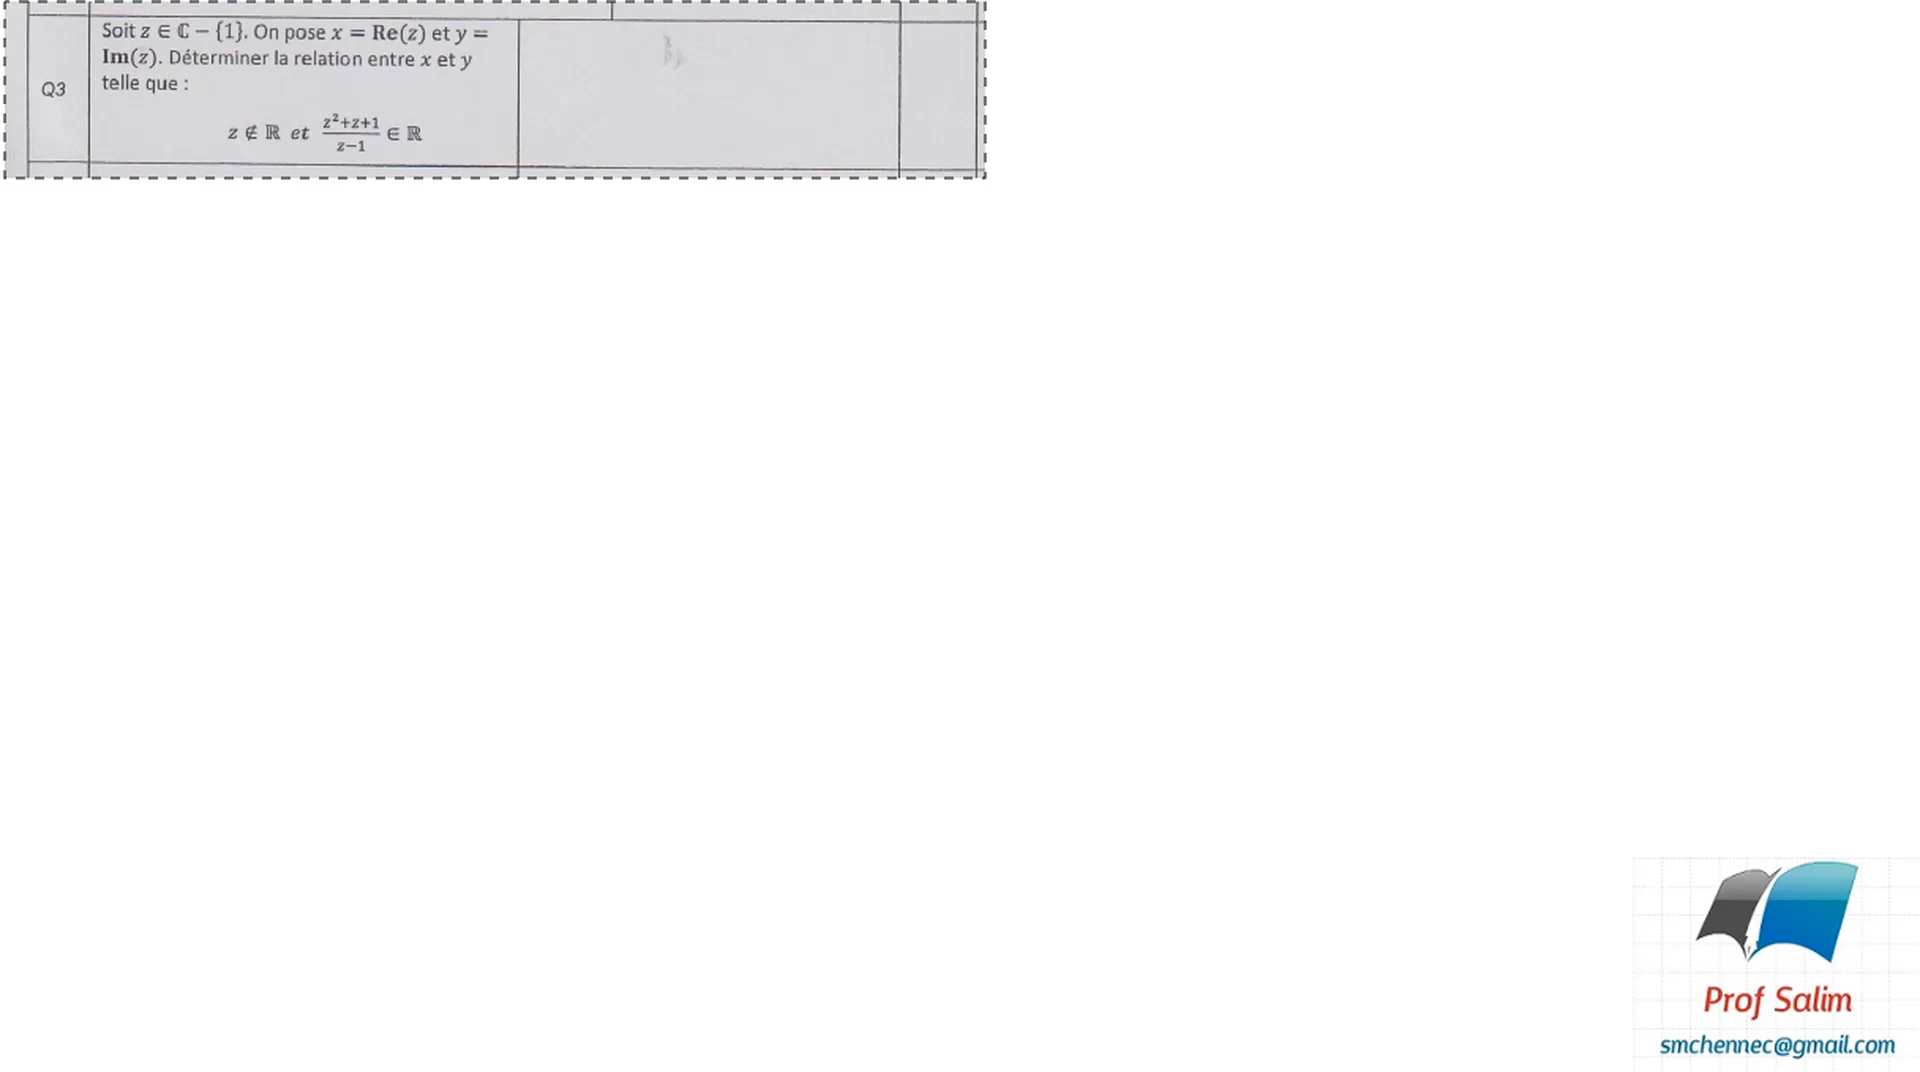 Soit z ∈ ℂ − {1}. On pose x = Re(z) et y =
Im(z). Déterminer la relation entre x et y
telle que :
Q3
z ∉ ℝ et z²+z+1/z−1 ∈ ℝ
Prof Salim
smchennec@gmail.com